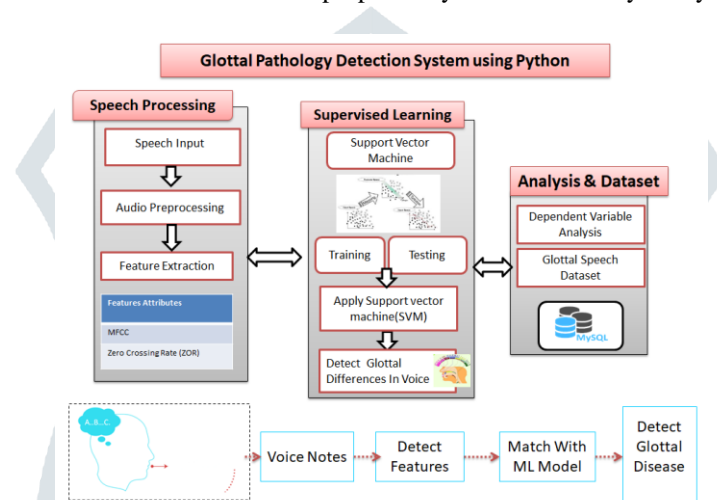 Glottal Pathology Detection System using Python
Speech Processing
Speech Input
Audio Preprocessing
Feature Extraction
Features Attributes
MFCC
Zero Crossing Rate (ZOR)
Supervised Learning
Support Vector
Machine
Training
Testing
Apply Support vector
machine(SVM)
Detect Glottal
Differences In Voice
Analysis & Dataset
Dependent Variable
Analysis
Glottal Speech
Dataset
MySQL
A..B...C.
Voice Notes
Detect
Features
Match With
ML Model
Detect
Glottal
Disease